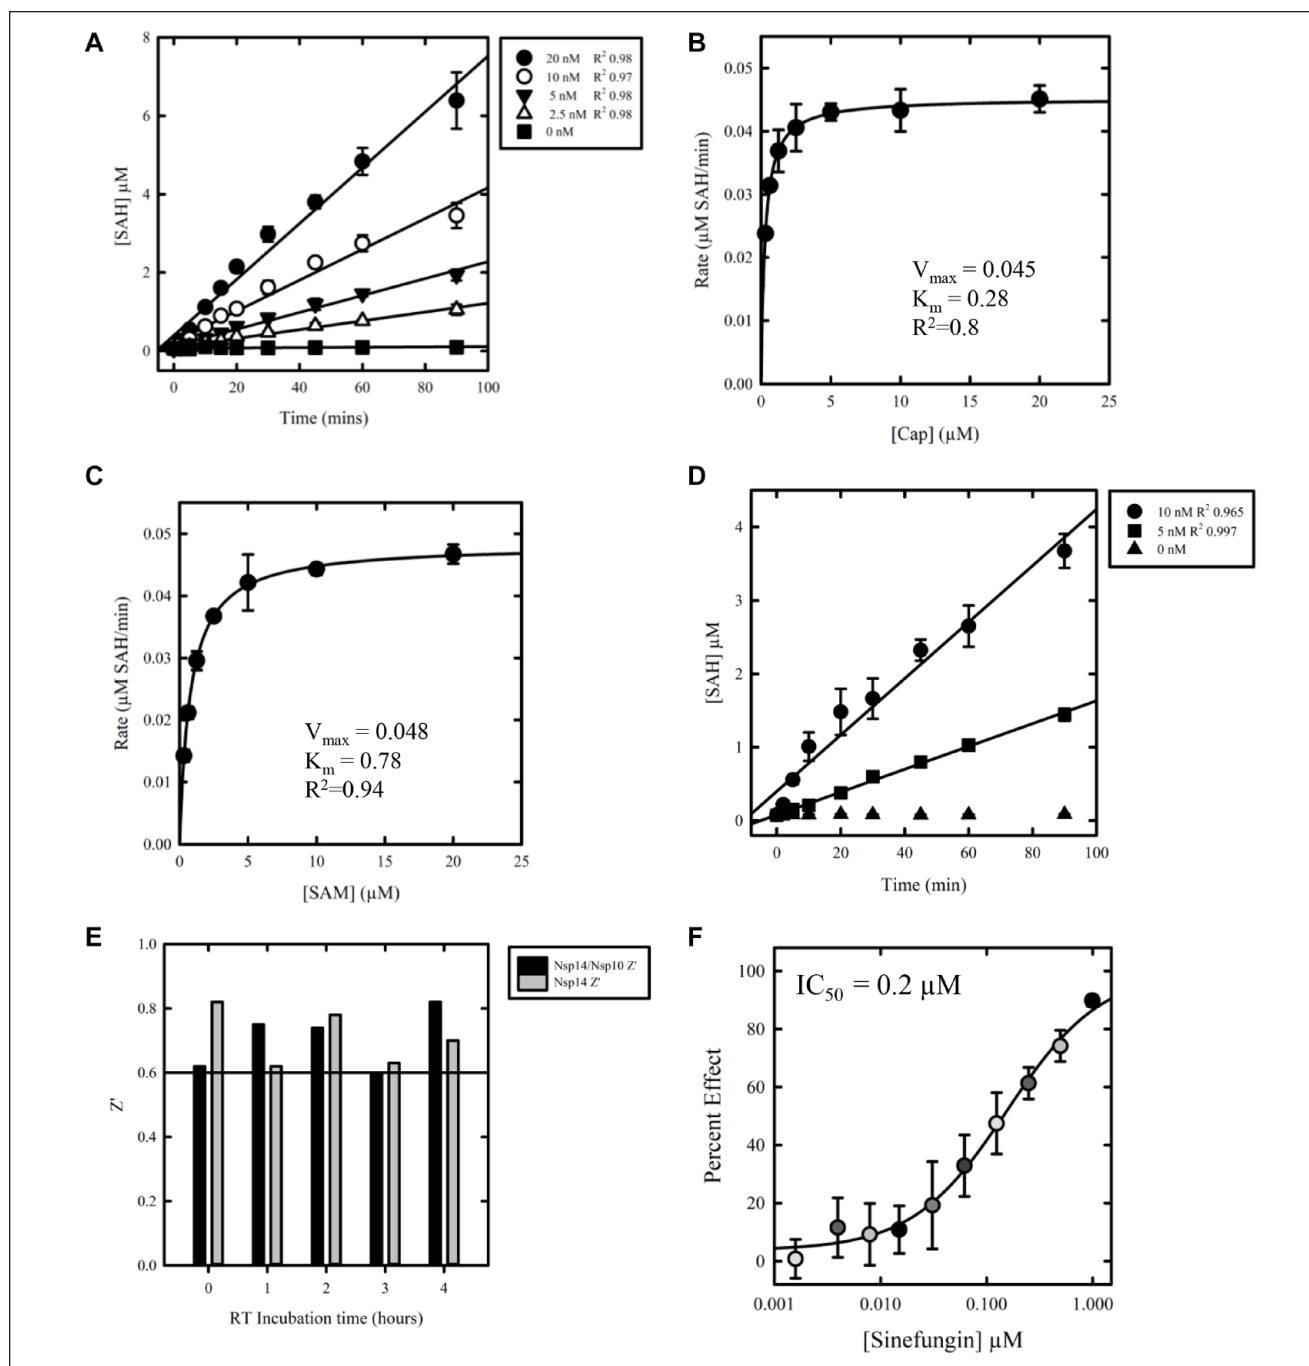 A
8
6
4
2
0
[SAH] µM
0 20 40 60 80 100
Time (mins)
20 nM R² 0.98
10 nM R² 0.97
5 nM R² 0.98
2.5 nM R² 0.98
0 nM
B
0.05
0.04
0.03
0.02
0.01
0.00
Rate (µM SAH/min)
Vmax = 0.045
Km = 0.28
R²=0.8
0 5 10 15 20 25
[Cap] (µM)
C
0.05
0.04
0.03
0.02
0.01
0.00
Rate (µM SAH/min)
Vmax = 0.048
Km = 0.78
R²=0.94
0 5 10 15 20 25
[SAM] (µM)
D
4
3
2
1
0
[SAH] µM
0 20 40 60 80 100
Time (min)
10 nM R² 0.965
5 nM R² 0.997
0 nM
E
1.0
0.8
0.6
0.4
0.2
0.0
Z'
0 1 2 3 4
RT Incubation time (hours)
Nsp14/Nsp10 Z'
Nsp14 Z'
F
100
80
60
40
20
0
Percent Effect
IC50 = 0.2 µM
0.001 0.010 0.100 1.000
[Sinefungin] µM